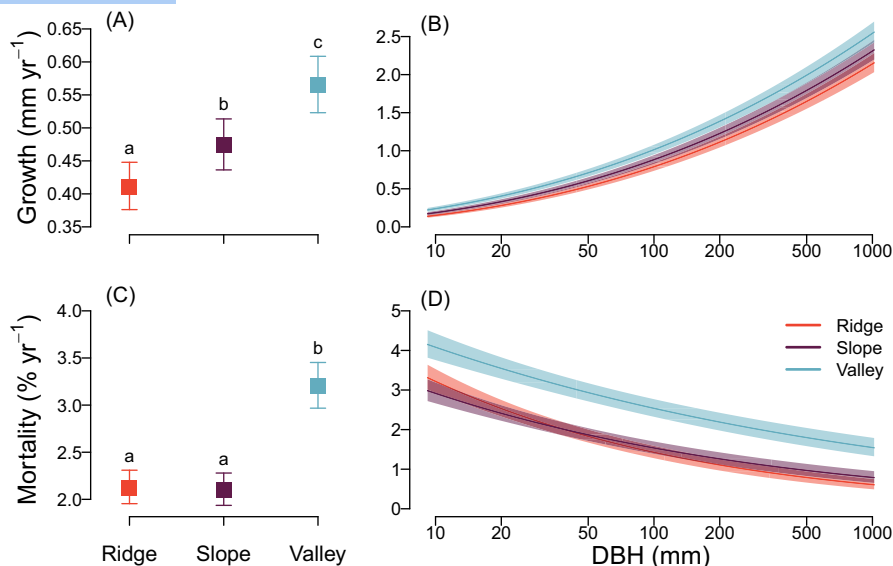 (A)
Growth (mm yr⁻¹)
0.65
0.60
0.55
0.50
0.45
0.40
0.35
a
b
c
(B)
2.5
2.0
1.5
1.0
0.5
0.0
10 20 50 100 200 500 1000
(C)
Mortality (% yr⁻¹)
4.0
3.5
3.0
2.5
2.0
a
a
b
Ridge Slope Valley
(D)
5
4
3
2
1
0
Ridge
Slope
Valley
10 20 50 100 200 500 1000
DBH (mm)